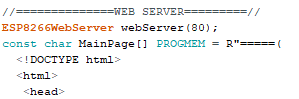 //==============WEB SERVER=========//
ESP8266WebServer webServer(80);
const char MainPage[] PROGMEM = R"=====(
<!DOCTYPE html>
<html>
<head>